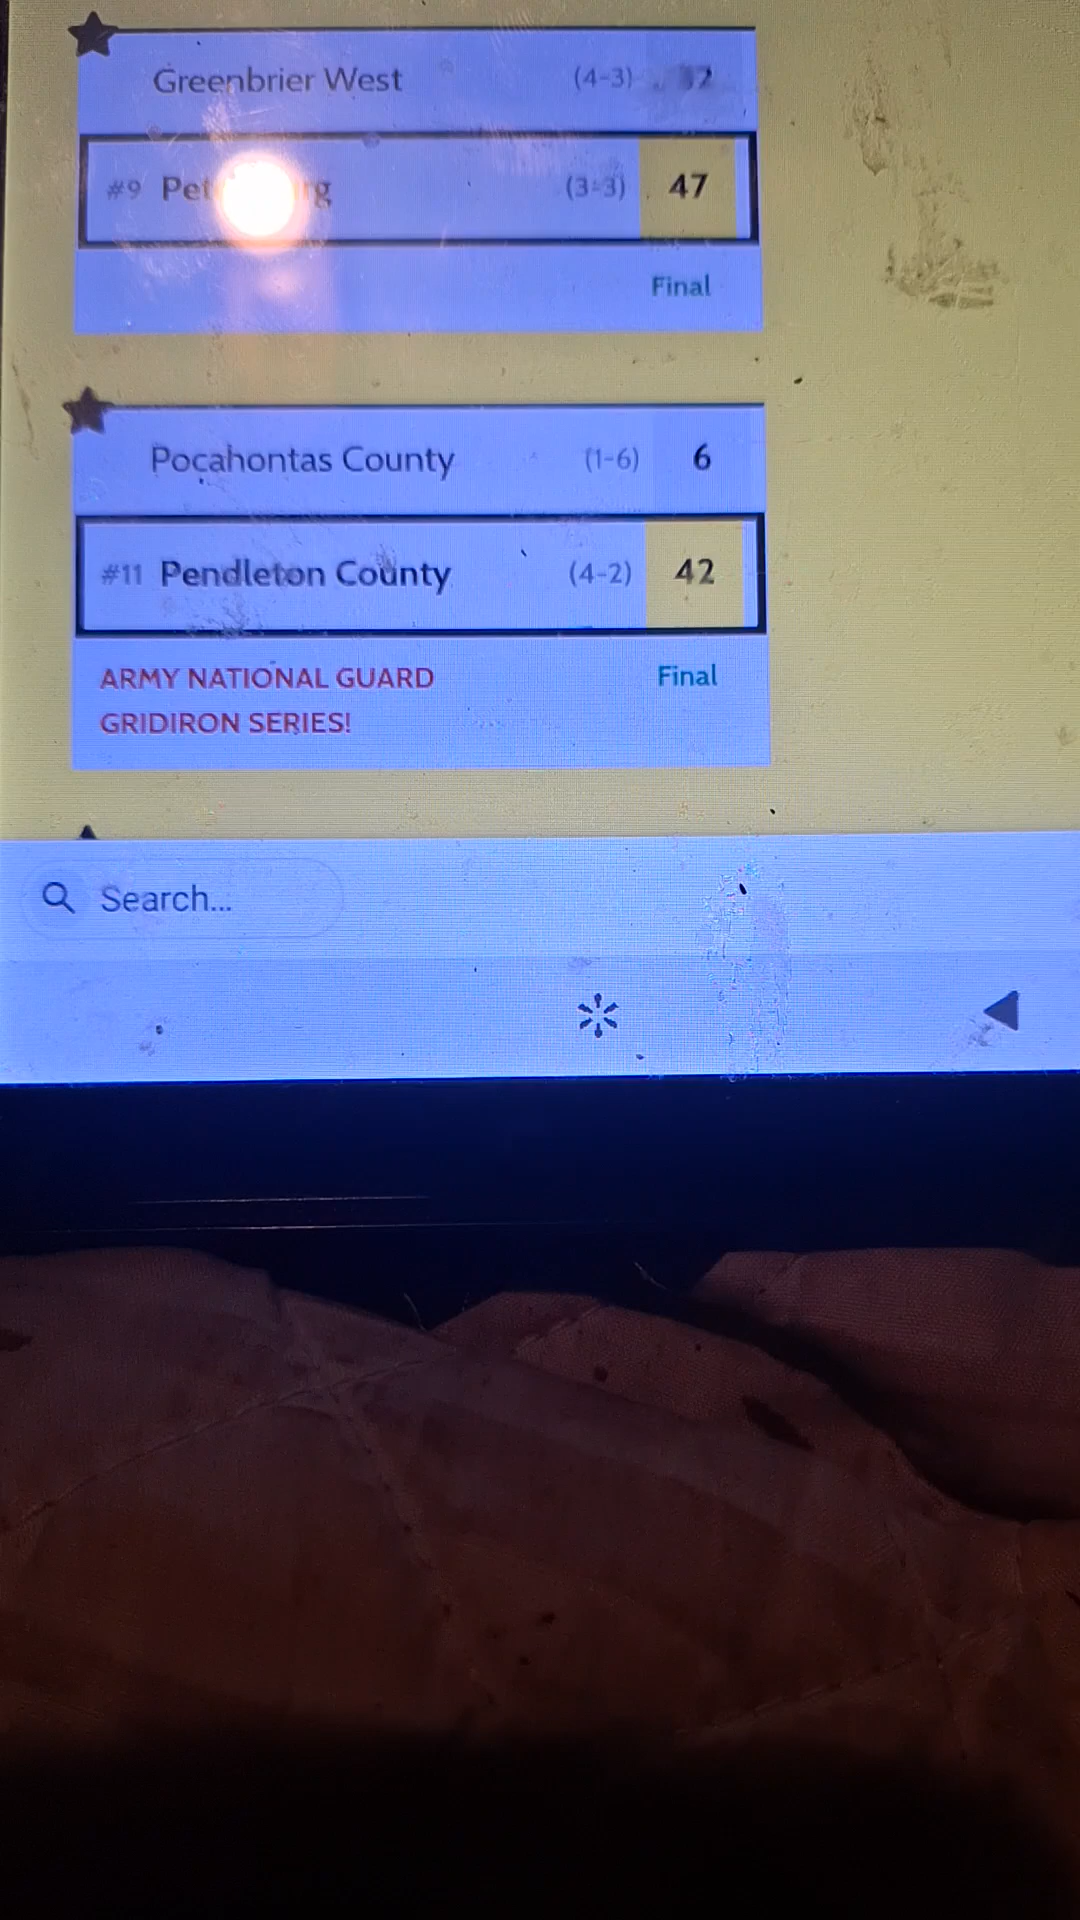 Greenbrier West (4-3)
#9 (3-3) 47
Final
Pocahontas County (1-6) 6
#11 Pendleton County (4-2) 42
ARMY NATIONAL GUARD Final
GRIDIRON SERIES!
Search...